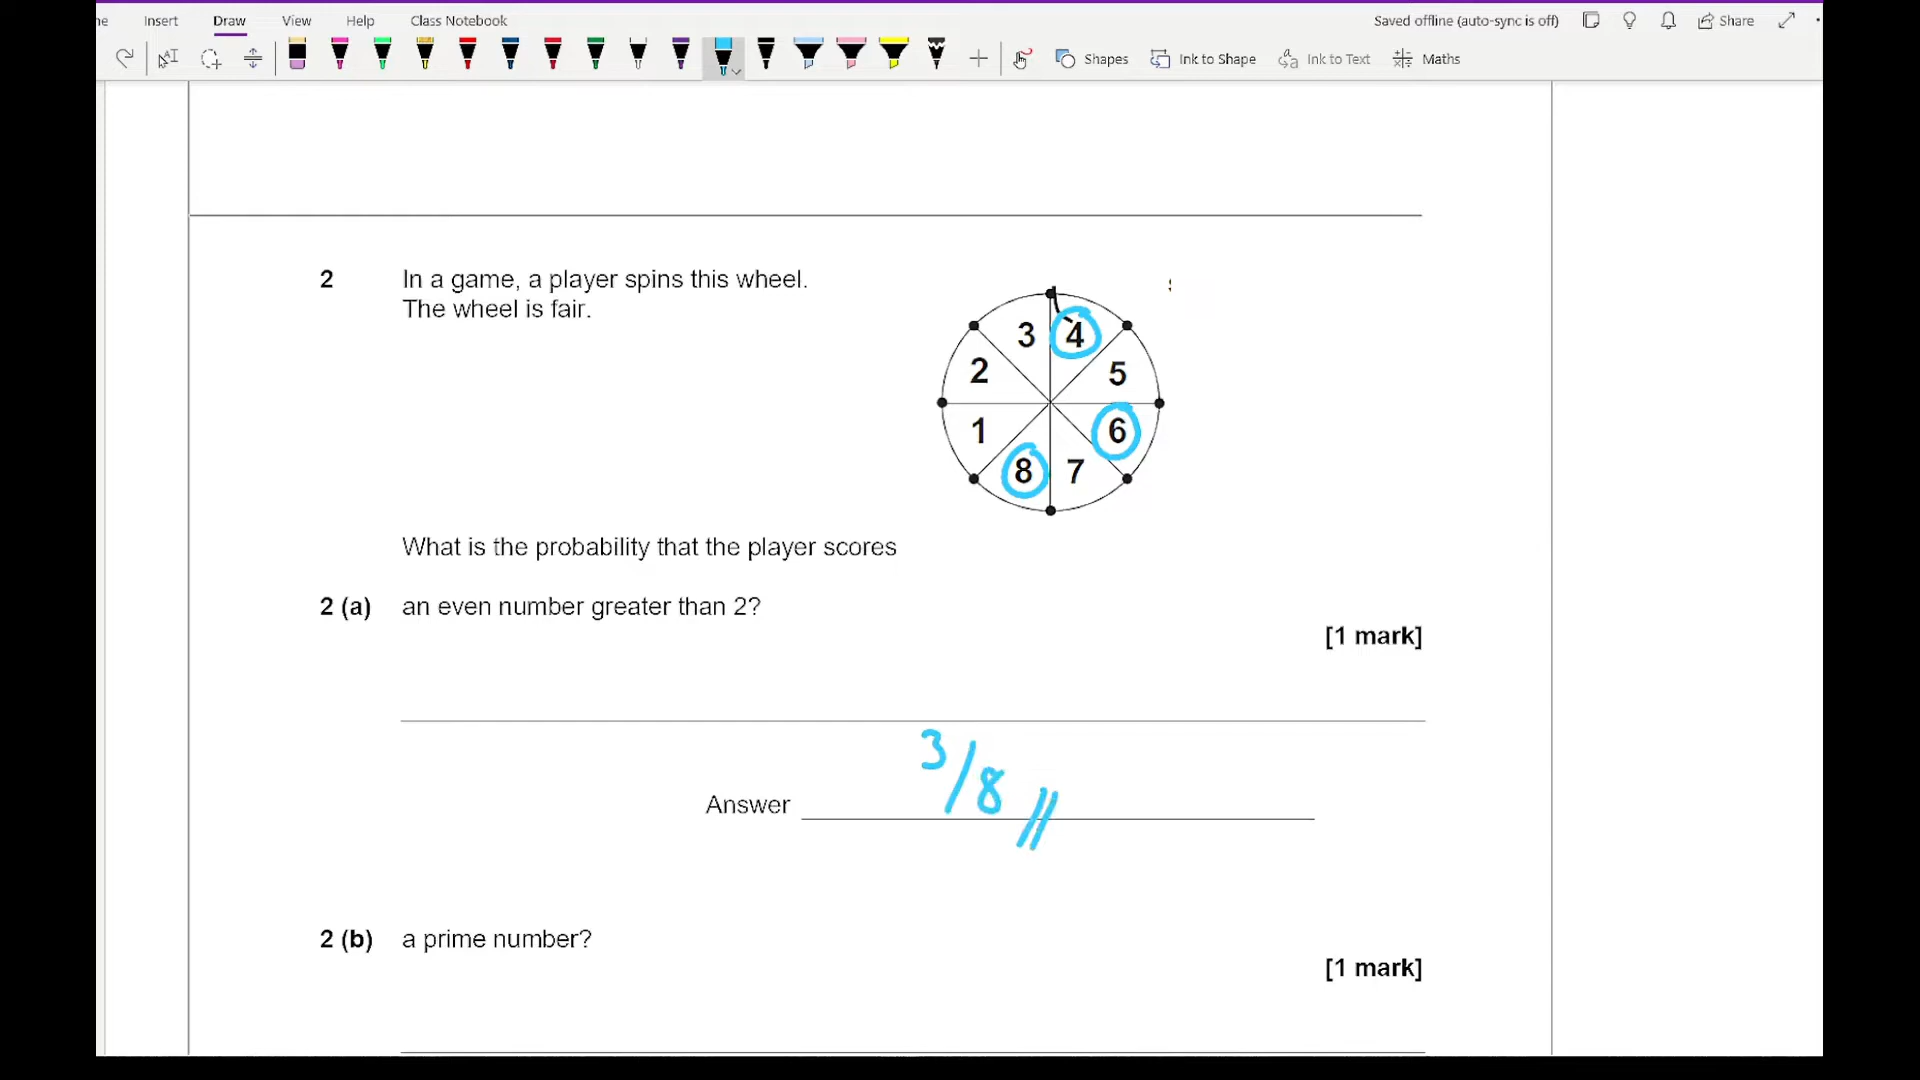 Insert Draw View Help Class Notebook Saved offline (auto-sync is off) Share
Shapes Ink to Shape Ink to Text Maths
2 In a game, a player spins this wheel.
The wheel is fair.
3 4
2 5
1 6
8 7
What is the probability that the player scores
2 (a) an even number greater than 2?
[1 mark]
3/8
Answer
2 (b) a prime number?
[1 mark]